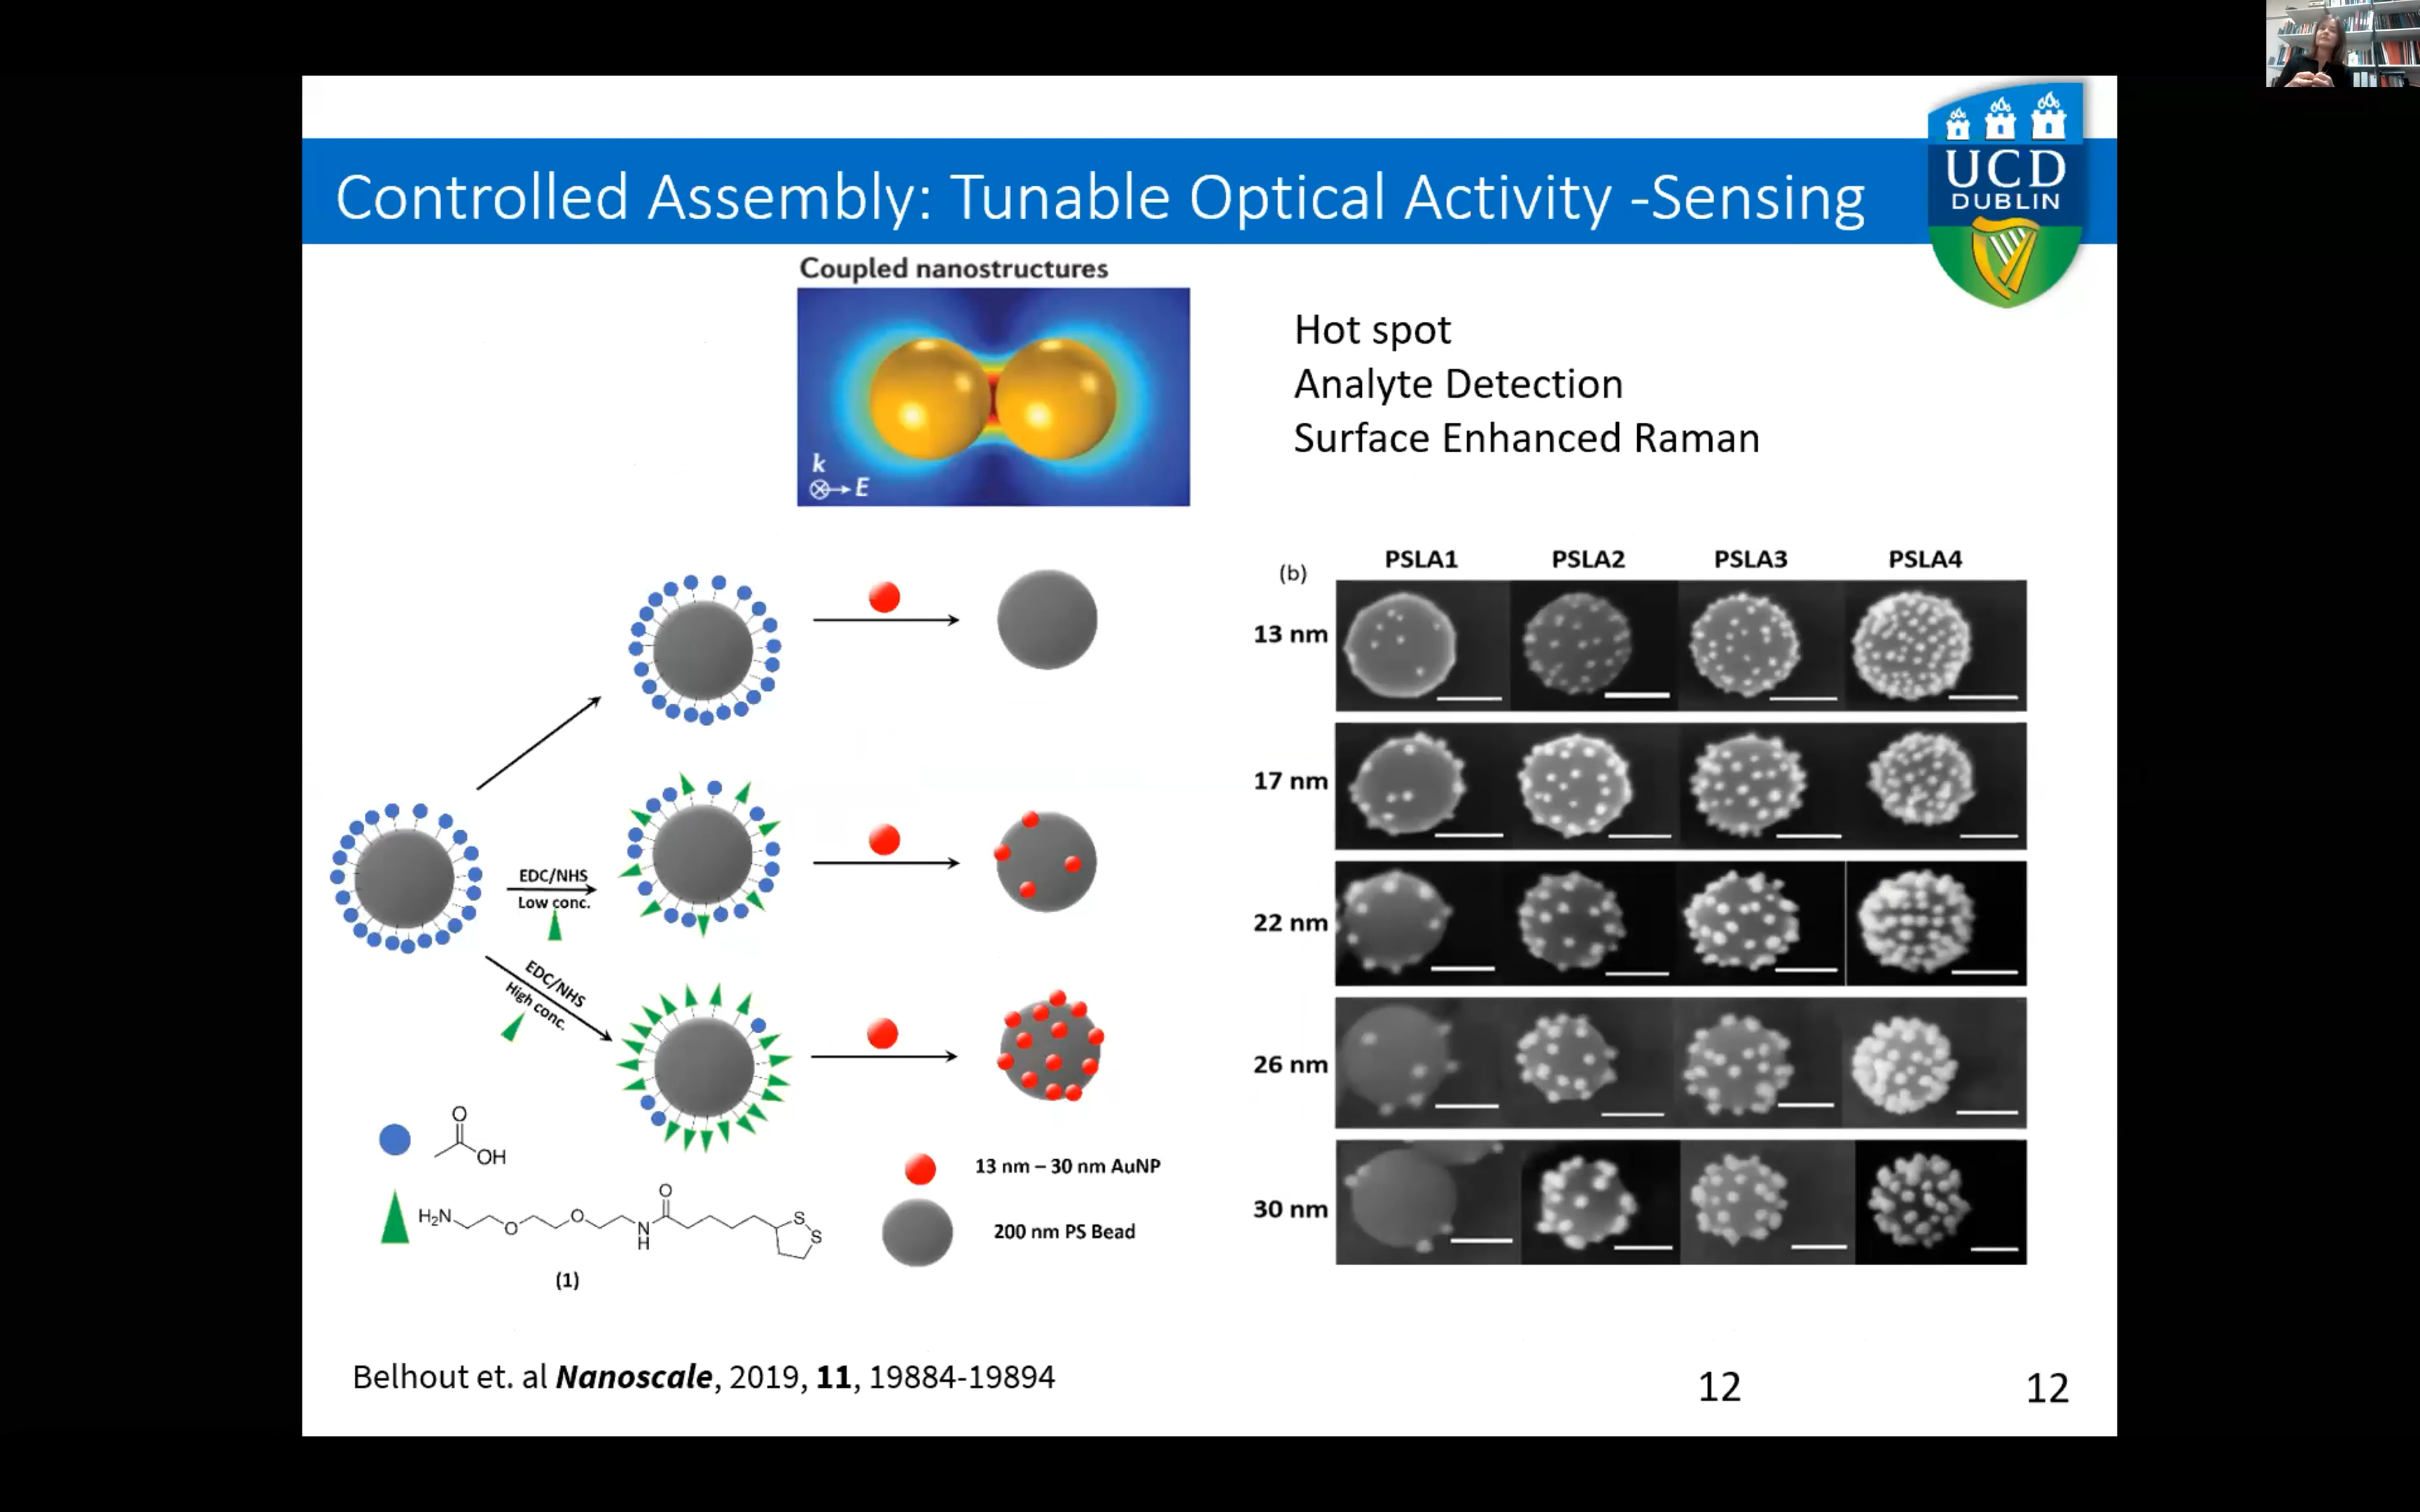 Controlled Assembly: Tunable Optical Activity -Sensing
UCD
DUBLIN
Coupled nanostructures
k
E
Hot spot
Analyte Detection
Surface Enhanced Raman
EDC/NHS
Low conc.
EDC/NHS
High conc.
O
OH
H₂N
O
O
N
H
O
S
S
(1)
13 nm – 30 nm AuNP
200 nm PS Bead
(b)
PSLA1 PSLA2 PSLA3 PSLA4
13 nm
17 nm
22 nm
26 nm
30 nm
Belhout et. al Nanoscale, 2019, 11, 19884-19894
12
12